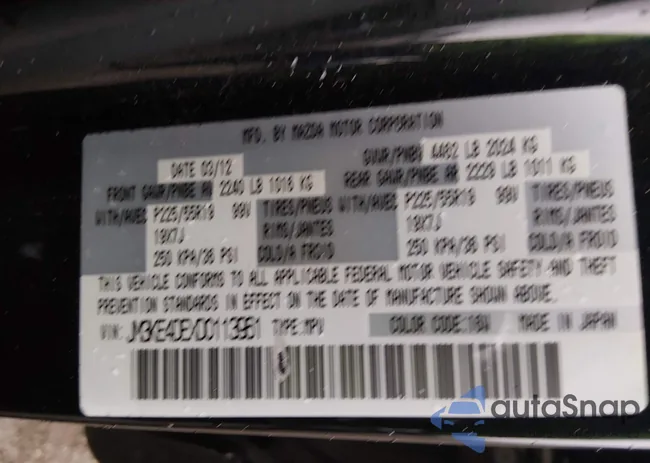 MFD. BY MAZDA MOTOR CORPORATION
DATE 03/12 GVWR/PNBV 4462 LB 2024 KG
FRONT GAWR/PNBE AV 2240 LB 1016 KG REAR GAWR/PNBE AR 2229 LB 1011 KG
WITH/AVEC P225/55R19 99V TIRES/PNEUS WITH/AVEC P225/55R19 99V TIRES/PNEUS
19X7J RIMS/JANTES 19X7J RIMS/JANTES
250 KPA/36 PSI COLD/A FROID 250 KPA/36 PSI COLD/A FROID
THIS VEHICLE CONFORMS TO ALL APPLICABLE FEDERAL MOTOR VEHICLE SAFETY AND THEFT
PREVENTION STANDARDS IN EFFECT ON THE DATE OF MANUFACTURE SHOWN ABOVE.
VIN: TYPE:MPV COLOR CODE:16W MADE IN JAPAN
autoSnap